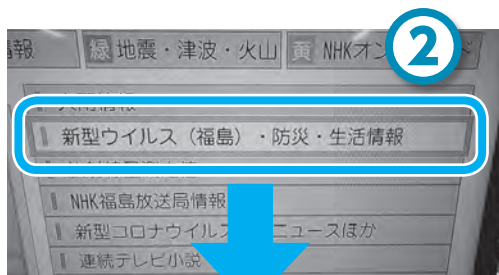 情報
緑 地震・津波・火山
黄 NHKオン
2
新型ウイルス（福島）・防災・生活情報
NHK福島放送局情報
新型コロナウイルス ニュースほか
連続テレビ小説